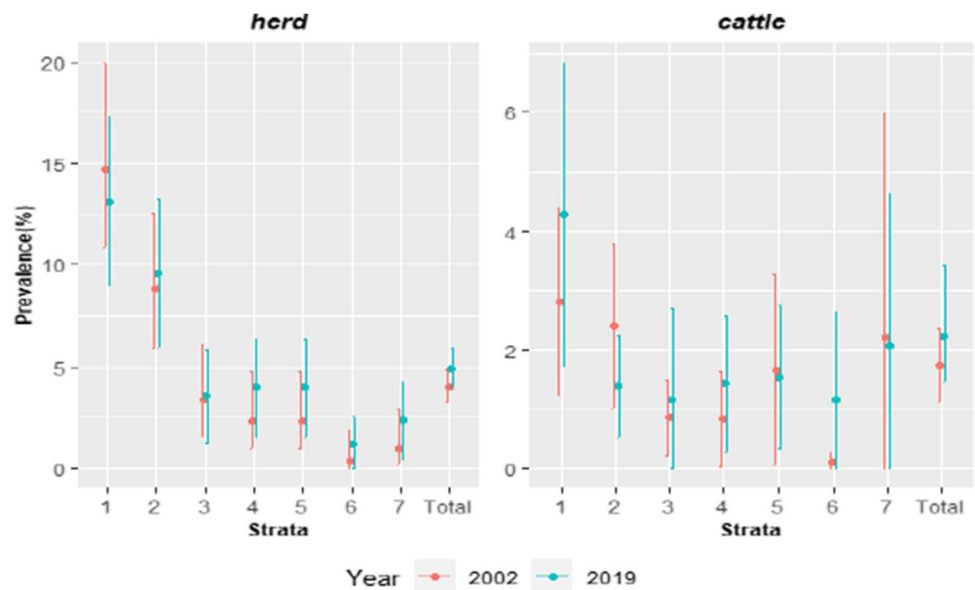 herd
cattle
20
15
10
5
0
6
4
2
0
Prevalence(%)
1 2 3 4 5 6 7 Total
1 2 3 4 5 6 7 Total
Strata
Strata
Year 2002 2019